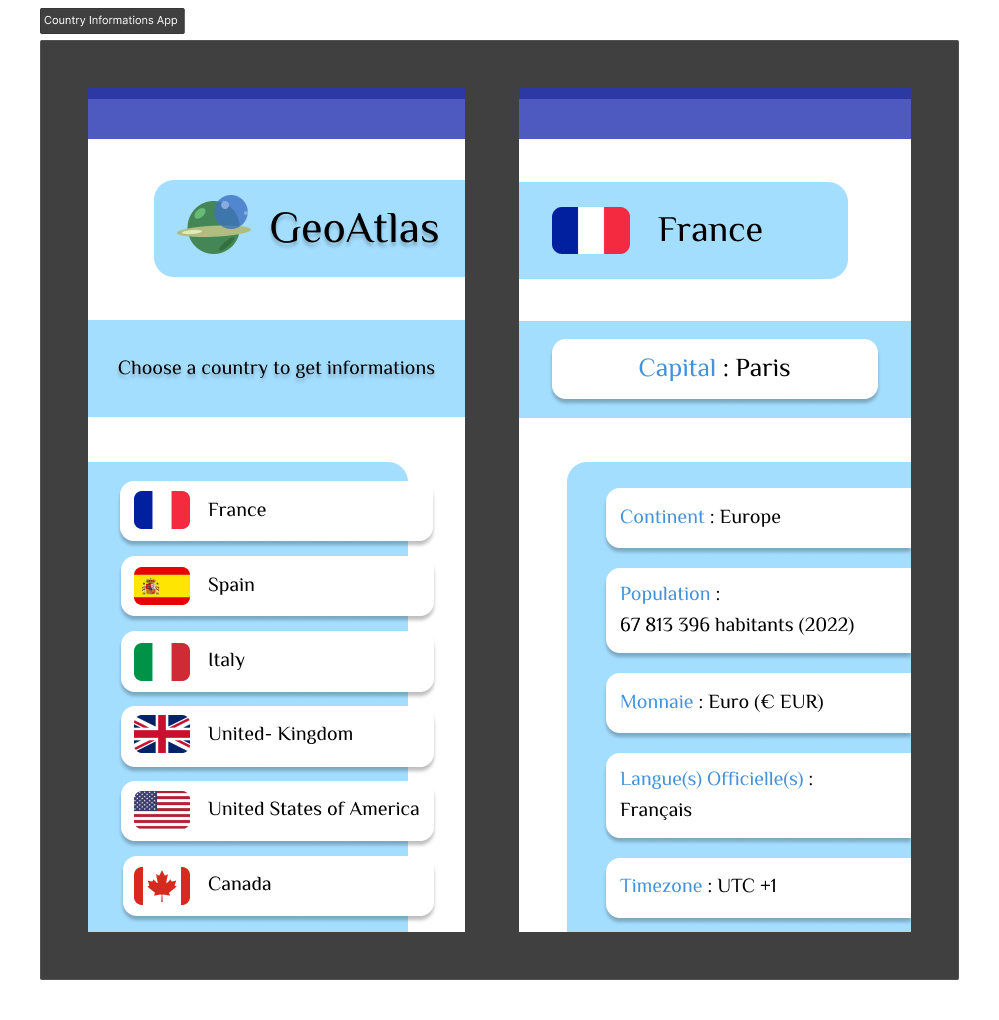 Country Informations App
GeoAtlas
Choose a country to get informations
France
Spain
Italy
United- Kingdom
United States of America
Canada
France
Capital : Paris
Continent : Europe
Population :
67 813 396 habitants (2022)
Monnaie : Euro (€ EUR)
Langue(s) Officielle(s) :
Français
Timezone : UTC +1